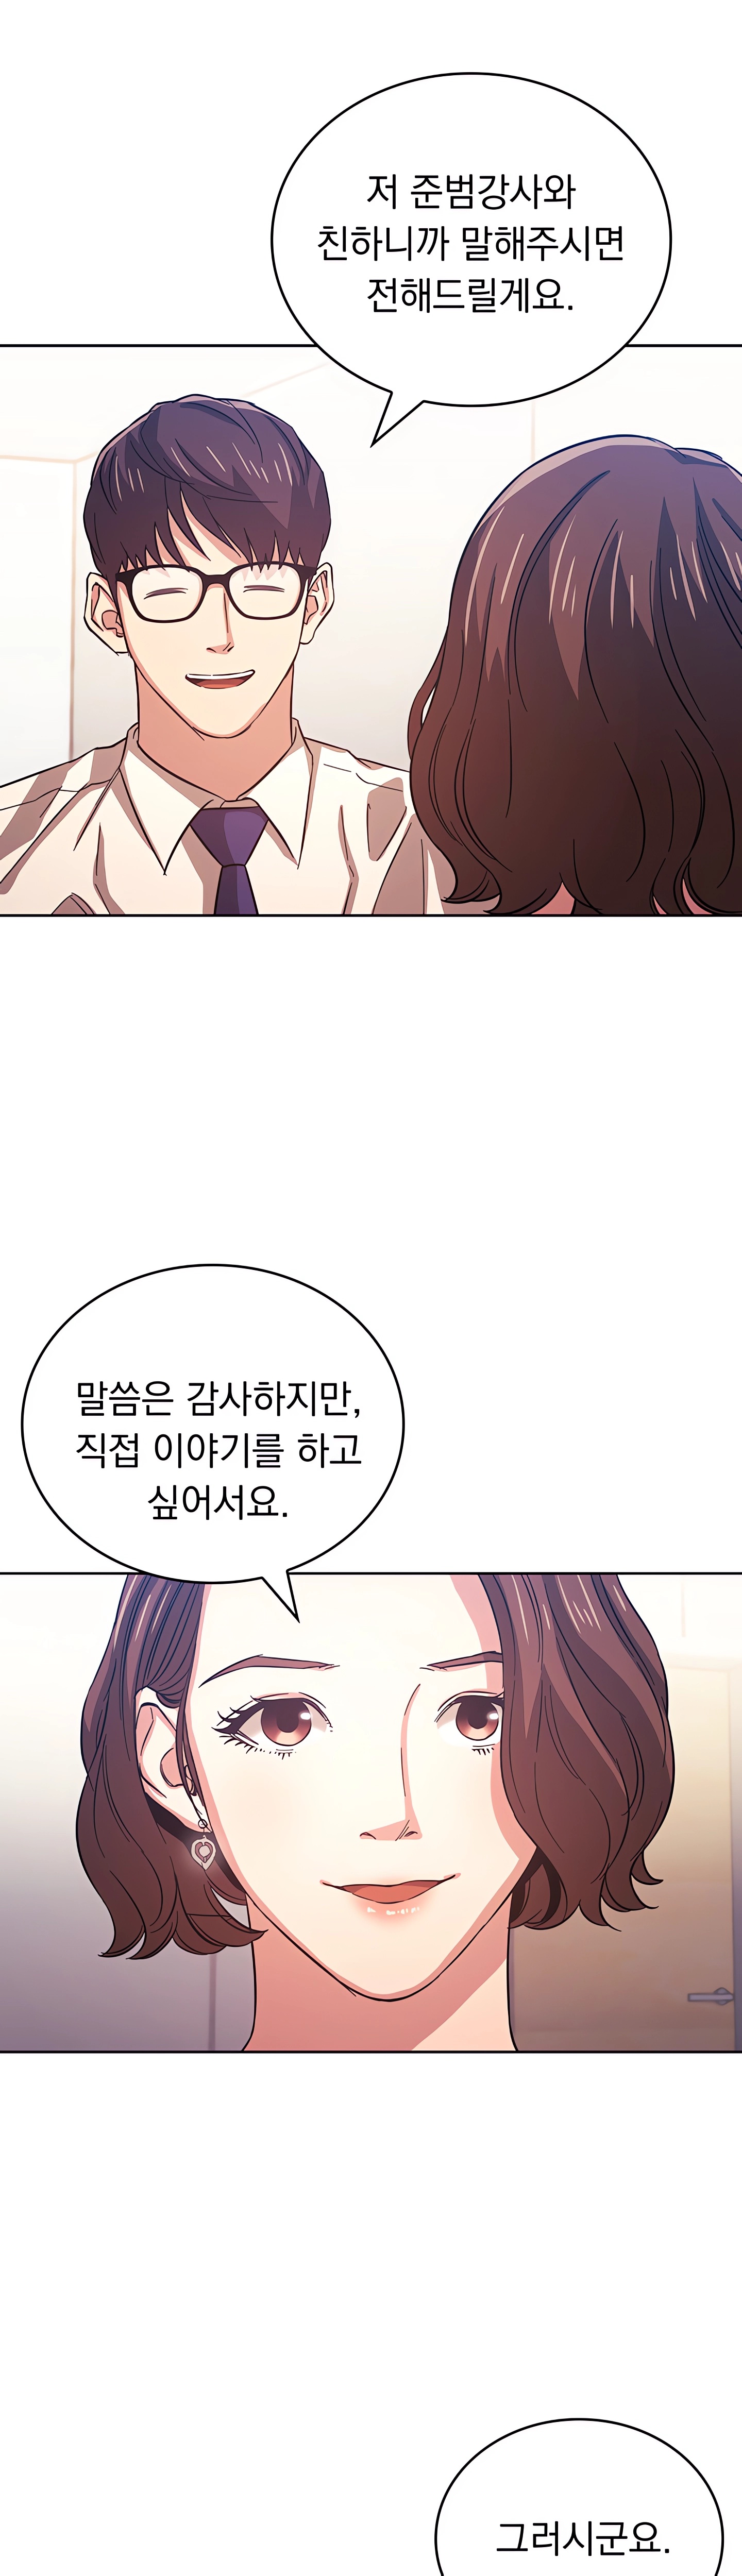 저 준범강사와
친하니까 말해주시면
전해드릴게요.
말씀은 감사하지만,
직접 이야기를 하고
싶어서요.
그러시군요.